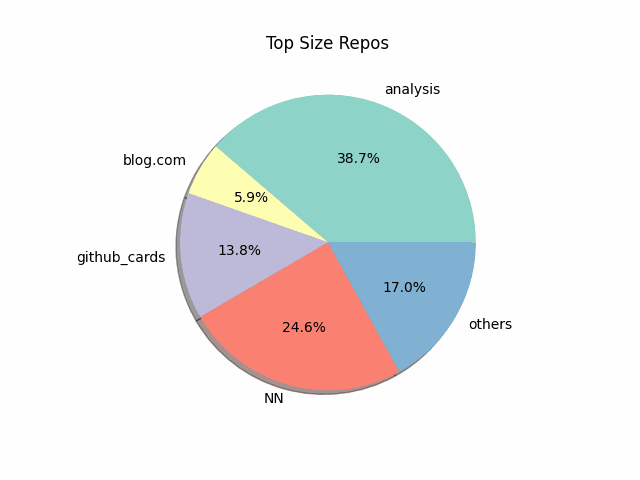 Top Size Repos
analysis
38.7%
blog.com
5.9%
github_cards
13.8%
NN
24.6%
others
17.0%